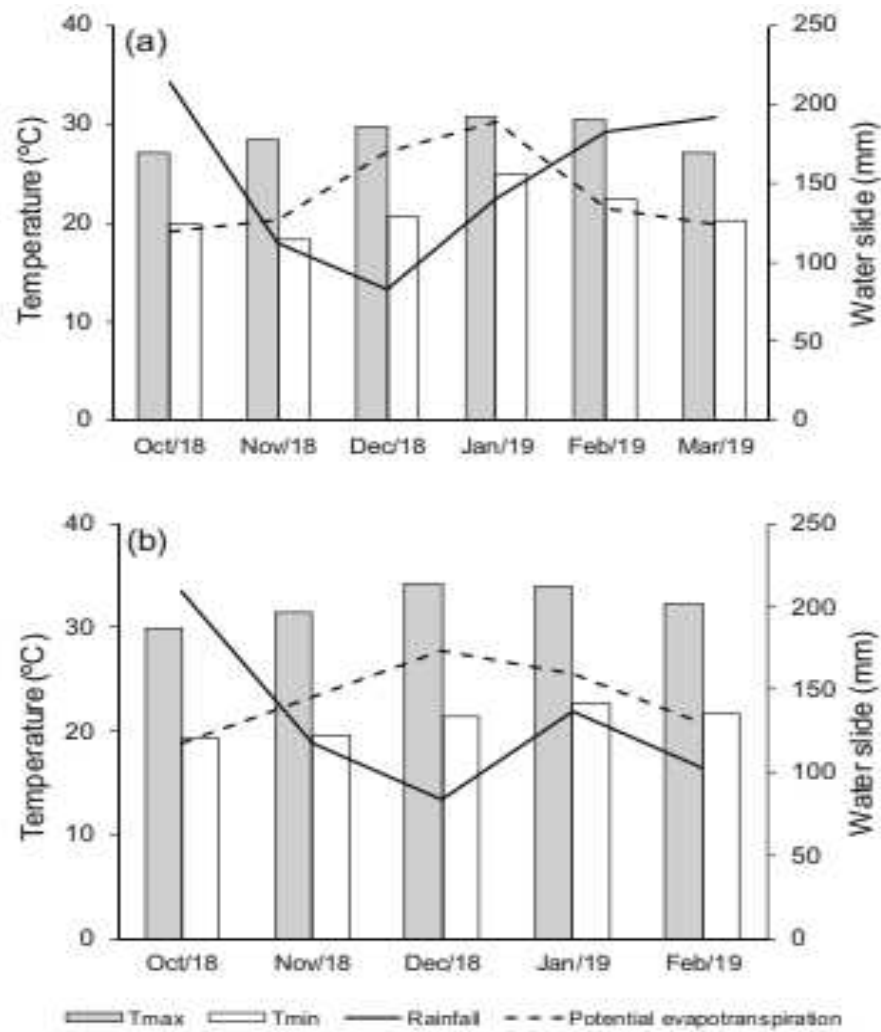 (a)
Temperature (ºC)
40
30
20
10
0
Water slide (mm)
250
200
150
100
50
0
Oct/18 Nov/18 Dec/18 Jan/19 Feb/19 Mar/19
(b)
Temperature (ºC)
40
30
20
10
0
Water slide (mm)
250
200
150
100
50
0
Oct/18 Nov/18 Dec/18 Jan/19 Feb/19
Tmax Tmin Rainfall Potential evapotranspiration